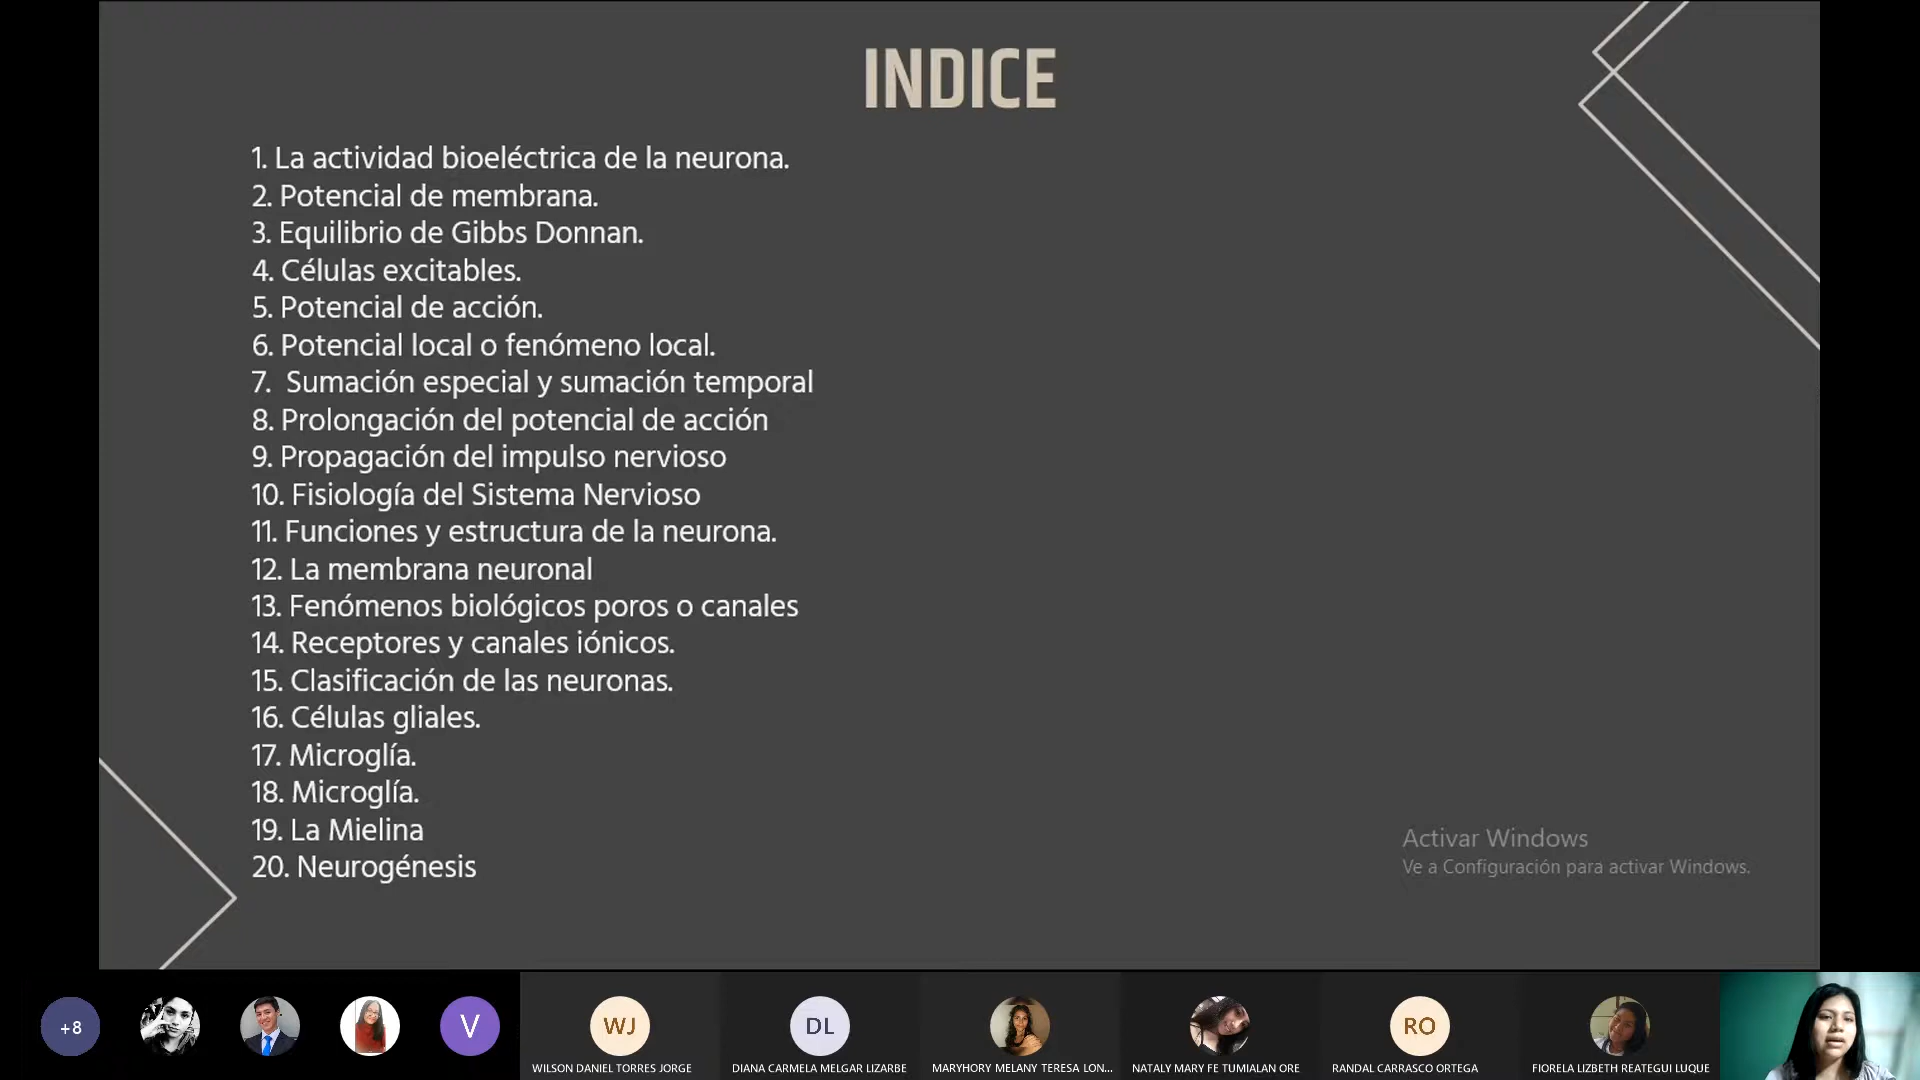 INDICE
1. La actividad bioeléctrica de la neurona.
2. Potencial de membrana.
3. Equilibrio de Gibbs Donnan.
4. Células excitables.
5. Potencial de acción.
6. Potencial local o fenómeno local.
7. Sumación especial y sumación temporal
8. Prolongación del potencial de acción
9. Propagación del impulso nervioso
10. Fisiología del Sistema Nervioso
11. Funciones y estructura de la neurona.
12. La membrana neuronal
13. Fenómenos biológicos poros o canales
14. Receptores y canales iónicos.
15. Clasificación de las neuronas.
16. Células gliales.
17. Microglía.
18. Microglía.
19. La Mielina
20. Neurogénesis
Activar Windows
Ve a Configuración para activar Windows.
+8
V
WJ
DL
RO
WILSON DANIEL TORRES JORGE
DIANA CARMELA MELGAR LIZARBE
MARYHORY MELANY TERESA LON...
NATALY MARY FE TUMIALAN ORE
RANDAL CARRASCO ORTEGA
FIORELA LIZBETH REATEGUI LUQUE